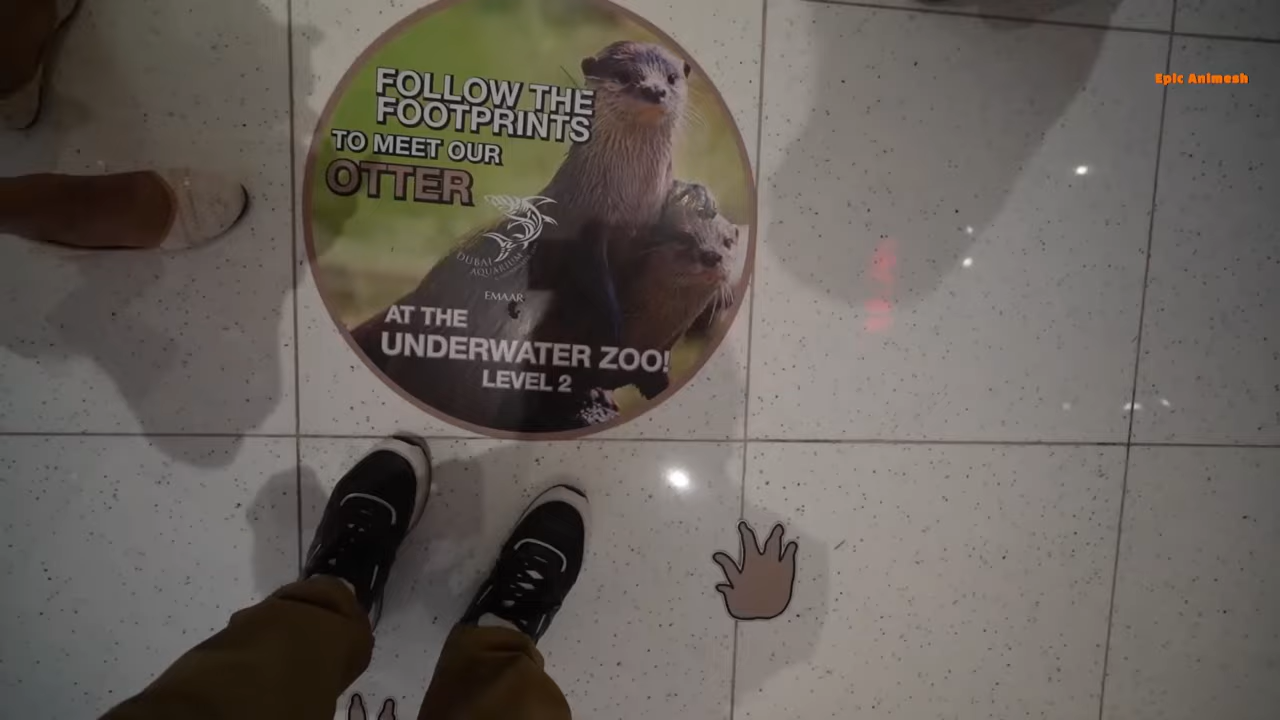 Epic Animesh
FOLLOW THE
FOOTPRINTS
TO MEET OUR
OTTER
DUBAI
AQUARIUM
EMAAR
AT THE
UNDERWATER ZOO!
LEVEL 2